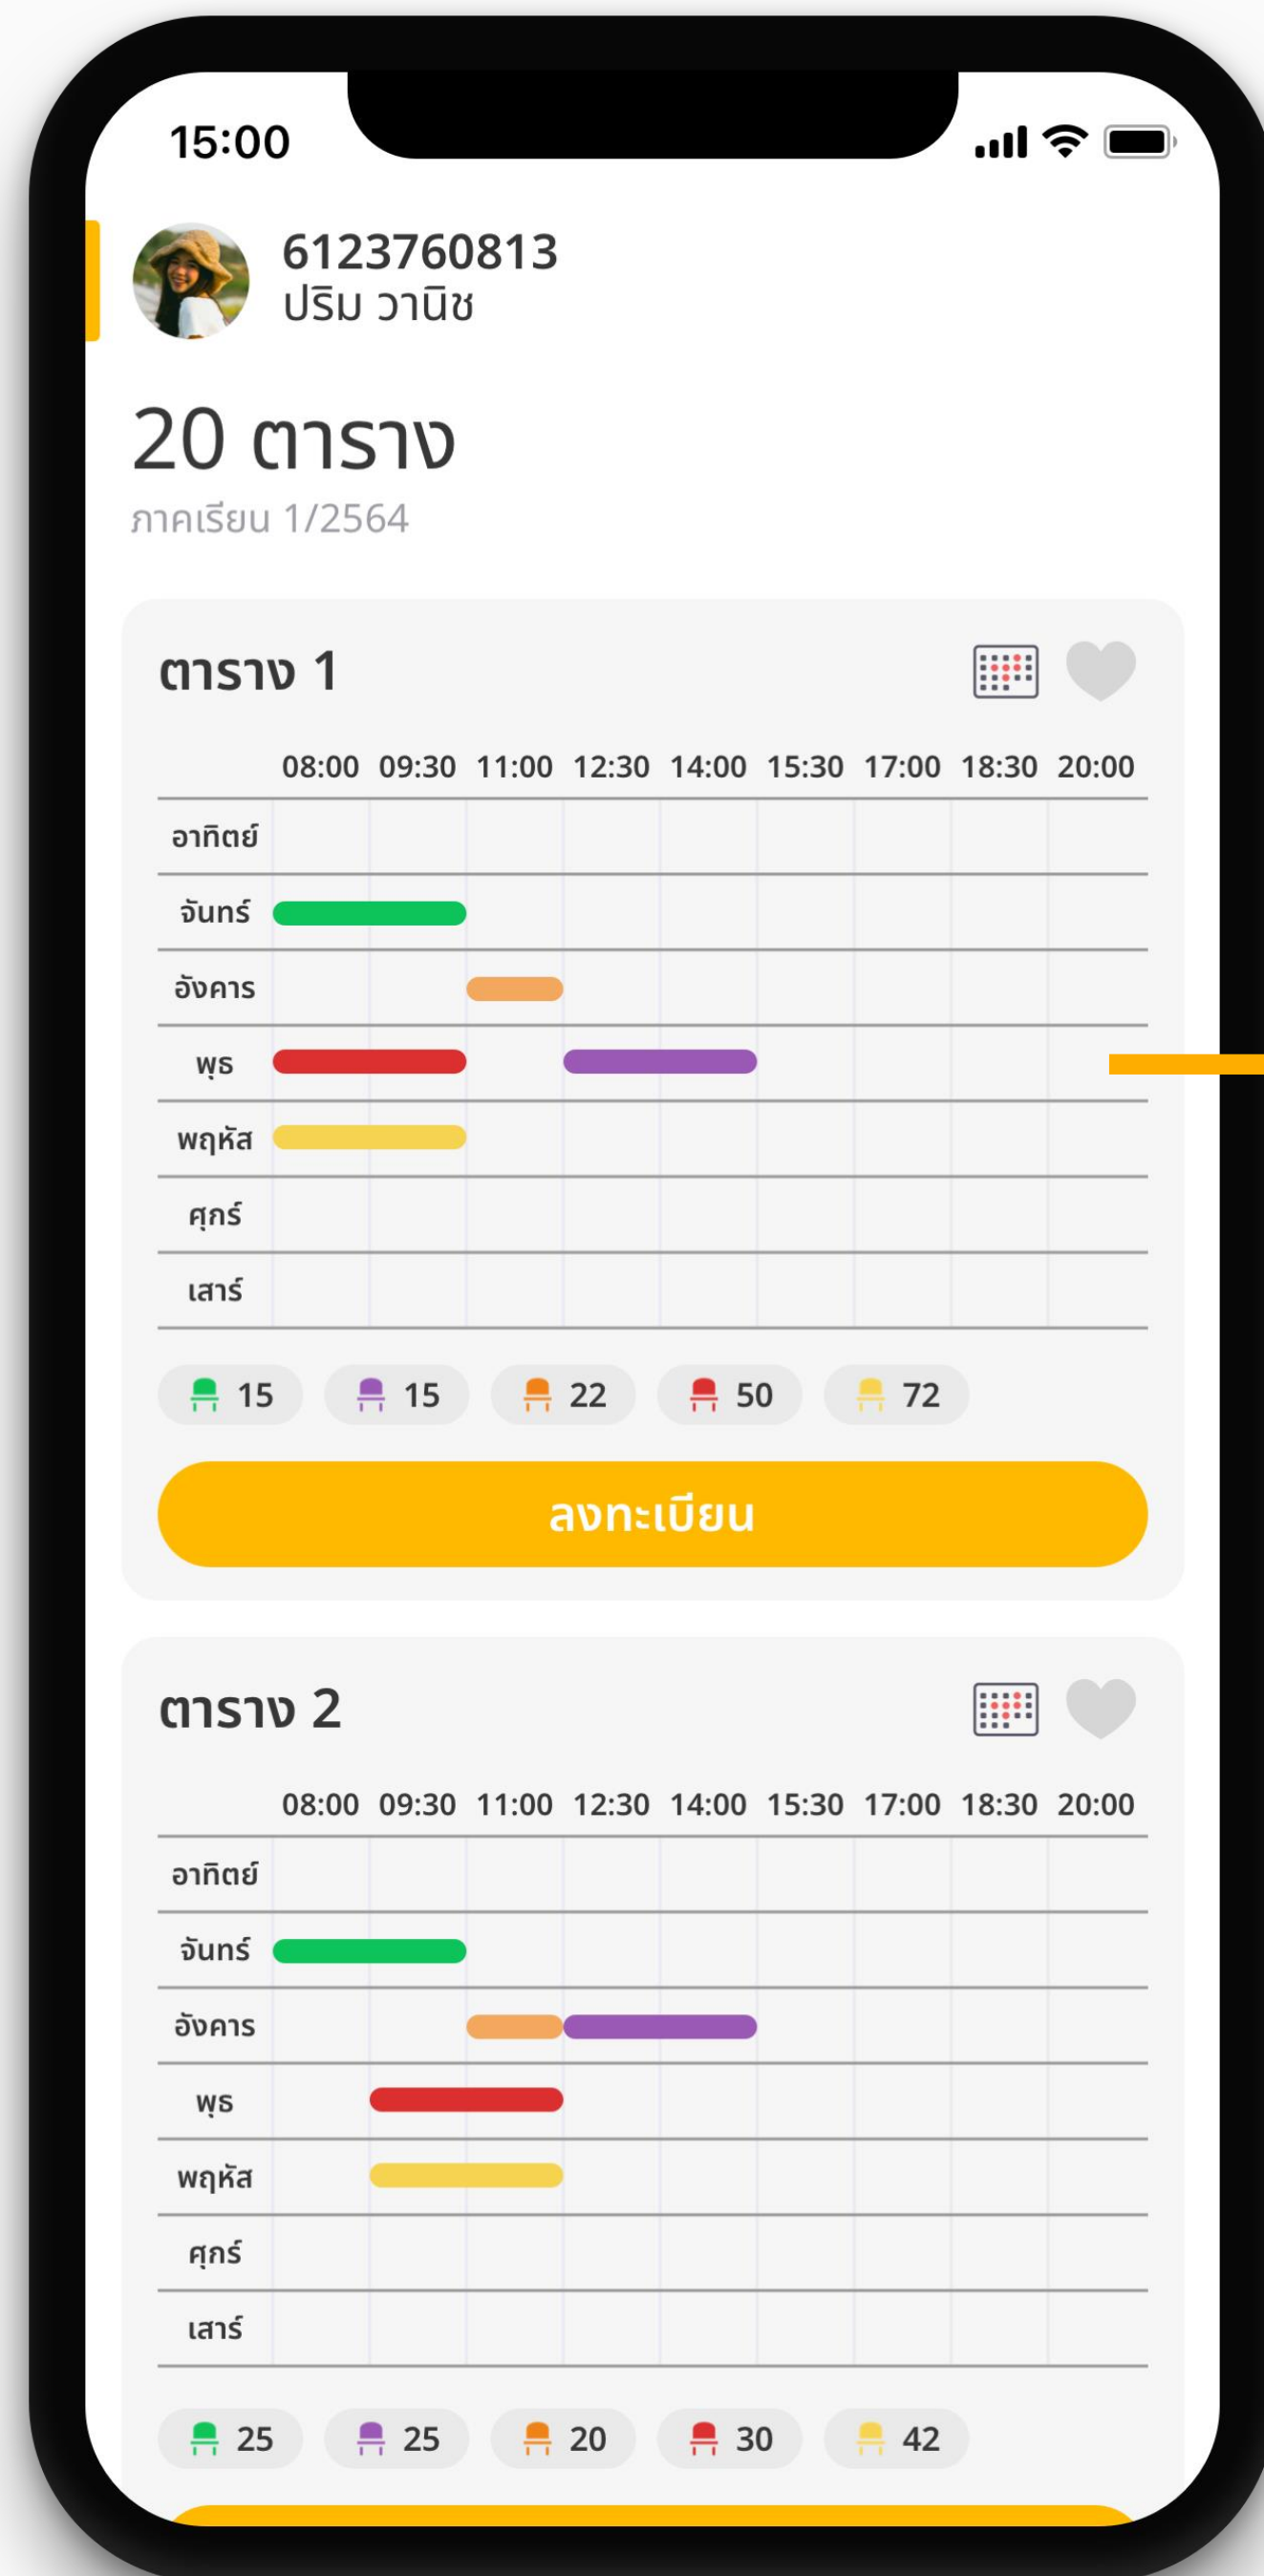 15:00
6123760813
ปริม วานิช
20 ตาราง
ภาคเรียน 1/2564
ตาราง 1
08:00 09:30 11:00 12:30 14:00 15:30 17:00 18:30 20:00
อาทิตย์
จันทร์
อังคาร
พุธ
พฤหัส
ศุกร์
เสาร์
15 15 22 50 72
ลงทะเบียน
ตาราง 2
08:00 09:30 11:00 12:30 14:00 15:30 17:00 18:30 20:00
อาทิตย์
จันทร์
อังคาร
พุธ
พฤหัส
ศุกร์
เสาร์
25 25 20 30 42